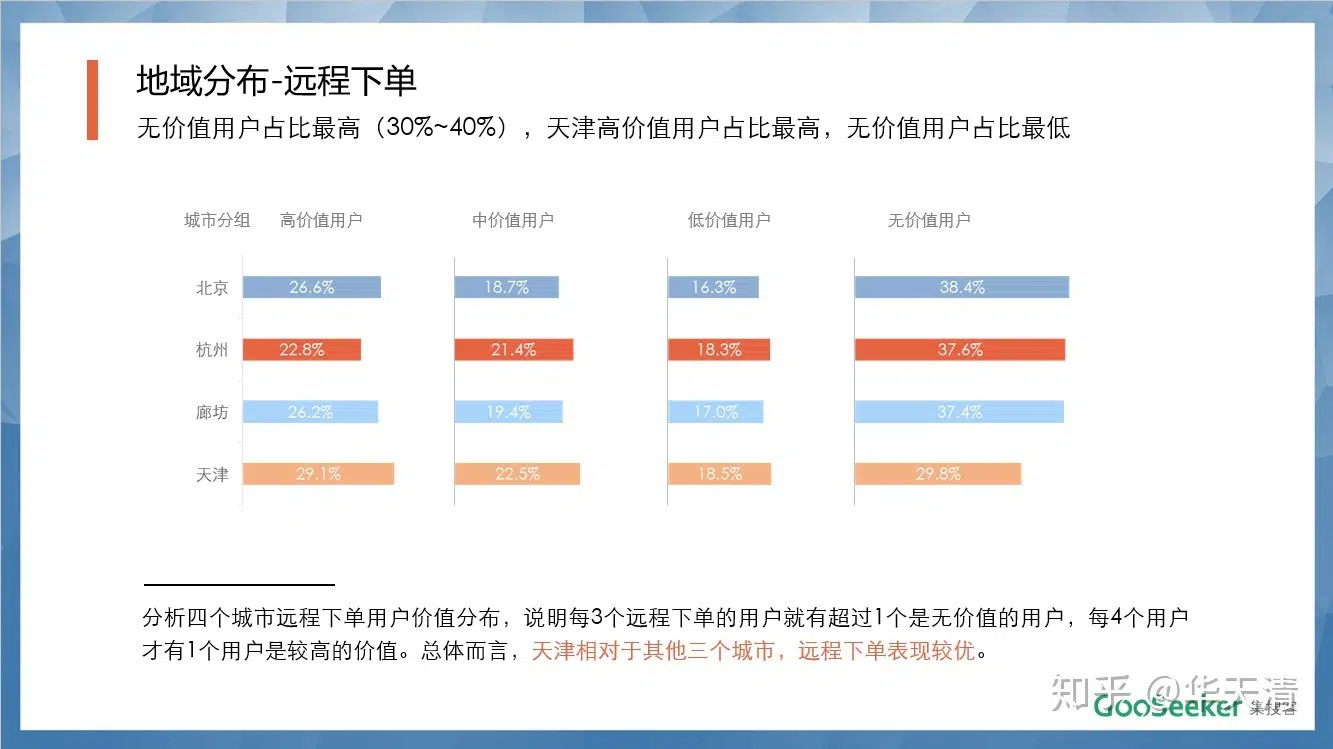 地域分布-远程下单
无价值用户占比最高（30%~40%），天津高价值用户占比最高，无价值用户占比最低
城市分组 高价值用户 中价值用户 低价值用户 无价值用户
北京 26.6% 18.7% 16.3% 38.4%
杭州 22.8% 21.4% 18.3% 37.6%
廊坊 26.2% 19.4% 17.0% 37.4%
天津 29.1% 22.5% 18.5% 29.8%
分析四个城市远程下单用户价值分布，说明每3个远程下单的用户就有超过1个是无价值的用户，每4个用户
才有1个用户是较高的价值。总体而言，天津相对于其他三个城市，远程下单表现较优。
知乎 @华天清
GooSeeker 集搜客